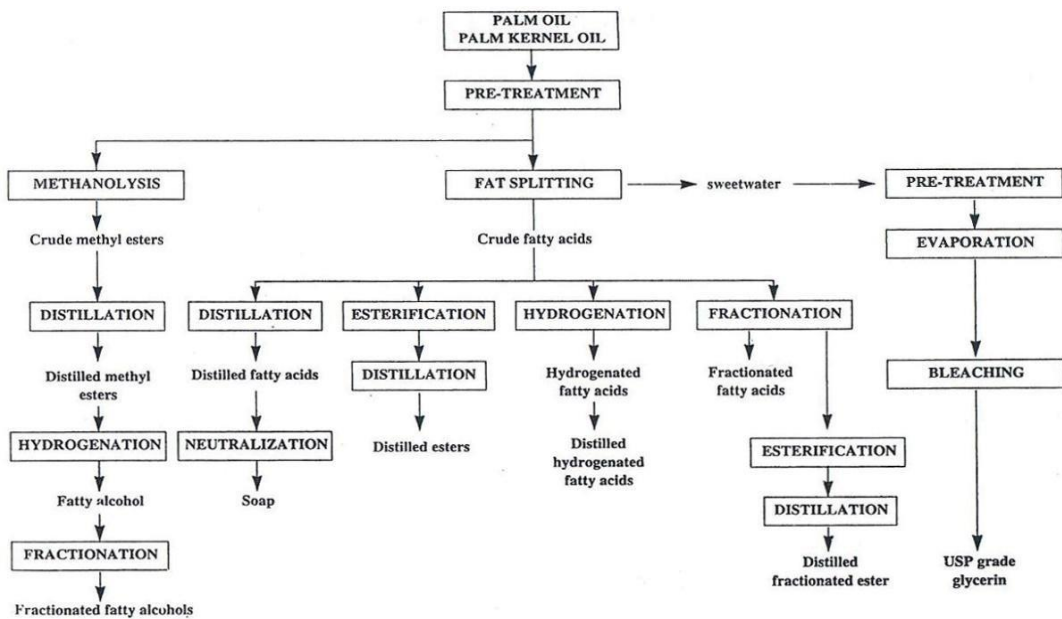 PALM OIL
PALM KERNEL OIL
PRE-TREATMENT
METHANOLYSIS
FAT SPLITTING
sweetwater
PRE-TREATMENT
Crude methyl esters
Crude fatty acids
EVAPORATION
DISTILLATION
DISTILLATION
ESTERIFICATION
HYDROGENATION
FRACTIONATION
Distilled methyl
esters
Distilled fatty acids
DISTILLATION
Hydrogenated
fatty acids
Fractionated
fatty acids
BLEACHING
HYDROGENATION
NEUTRALIZATION
Distilled esters
Distilled
hydrogenated
fatty acids
ESTERIFICATION
Fatty alcohol
Soap
DISTILLATION
FRACTIONATION
Distilled
fractionated ester
USP grade
glycerin
Fractionated fatty alcohols